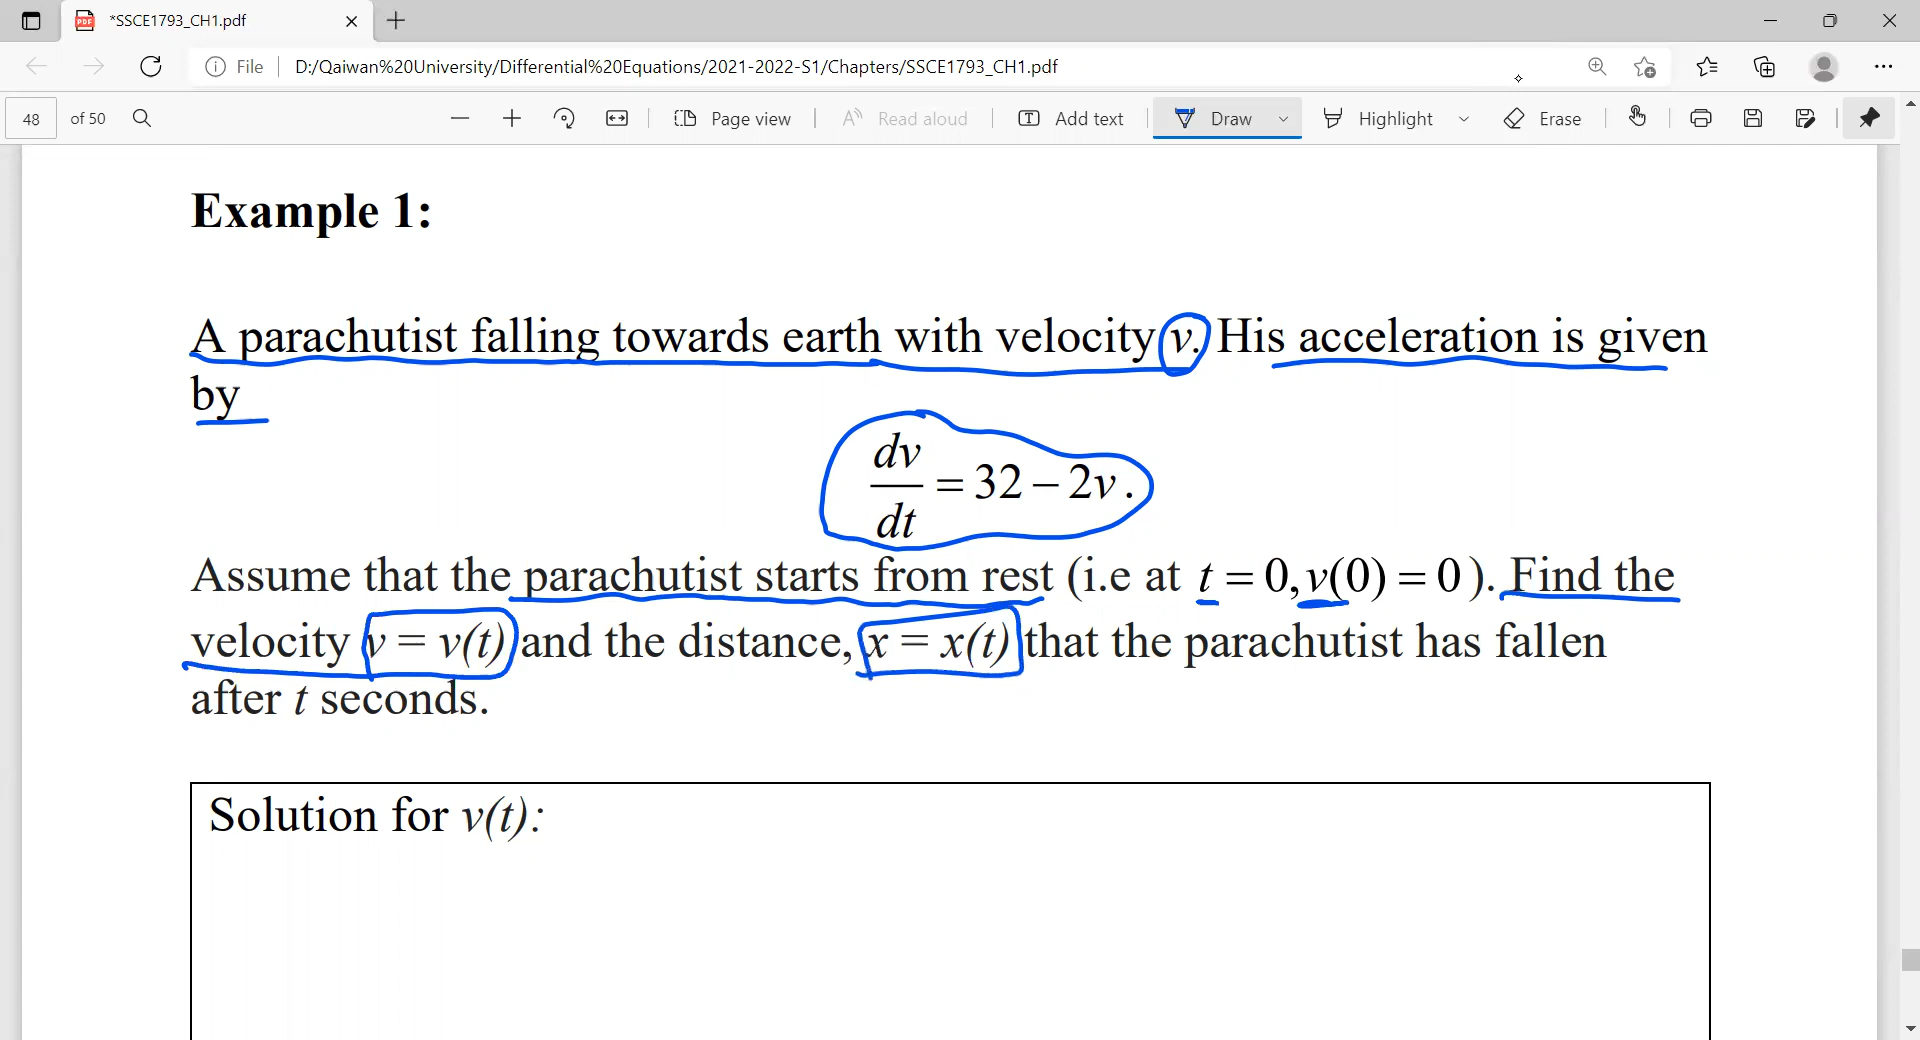 *SSCE1793_CH1.pdf
File D:/Qaiwan%20University/Differential%20Equations/2021-2022-S1/Chapters/SSCE1793_CH1.pdf
48 of 50 Page view Read aloud Add text Draw Highlight Erase
Example 1:
A parachutist falling towards earth with velocity v. His acceleration is given
by
dv/dt = 32 − 2v.
Assume that the parachutist starts from rest (i.e at t = 0, v(0) = 0 ). Find the
velocity v = v(t) and the distance, x = x(t) that the parachutist has fallen
after t seconds.
Solution for v(t):